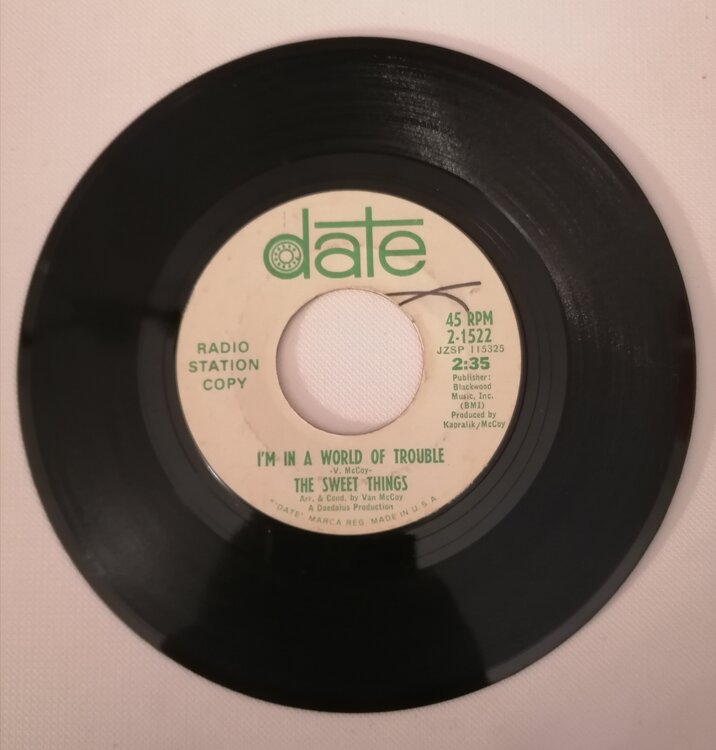 date
RADIO
STATION
COPY
45 RPM
2-1522
JZSP 115325
2:35
Publisher:
Blackwood
Music, Inc.
(BMI)
Produced by
Kapralik/McCoy
I'M IN A WORLD OF TROUBLE
-V. McCoy-
THE SWEET THINGS
Arr. & Cond. by Van McCoy
A Daedalus Production
"DATE" MARCA REG. MADE IN U.S.A.